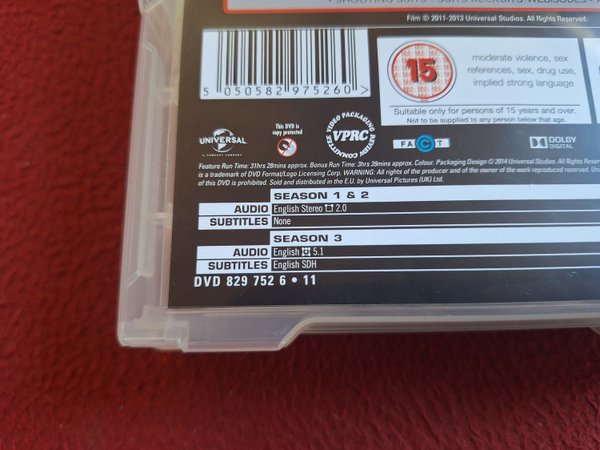 Film © 2011-2013 Universal Studios. All Rights Reserved.
5 050582 975260 >
15
moderate violence, sex
references, sex, drug use,
implied strong language
Suitable only for persons of 15 years and over.
Not to be supplied to any person below that age.
UNIVERSAL
A COMCAST COMPANY
This DVD is
copy protected
VIDEO PACKAGING
VPRC
REVIEW COMMITTEE
FACT
DOLBY
DIGITAL
Feature Run Time: 31hrs 28mins approx. Bonus Run Time: 3hrs 39mins approx. Colour. Packaging Design © 2014 Universal Studios.
is a trademark of DVD Format/Logo Licensing Corp. WARNING: All rights of the producer and of the owner of the work reproduced reserved.
of this DVD is prohibited. Sold and distributed in the E.U. by Universal Pictures (UK) Ltd.
SEASON 1 & 2
AUDIO English Stereo 2.0
SUBTITLES None
SEASON 3
AUDIO English 5.1
SUBTITLES English SDH
DVD 829 752 6 • 11